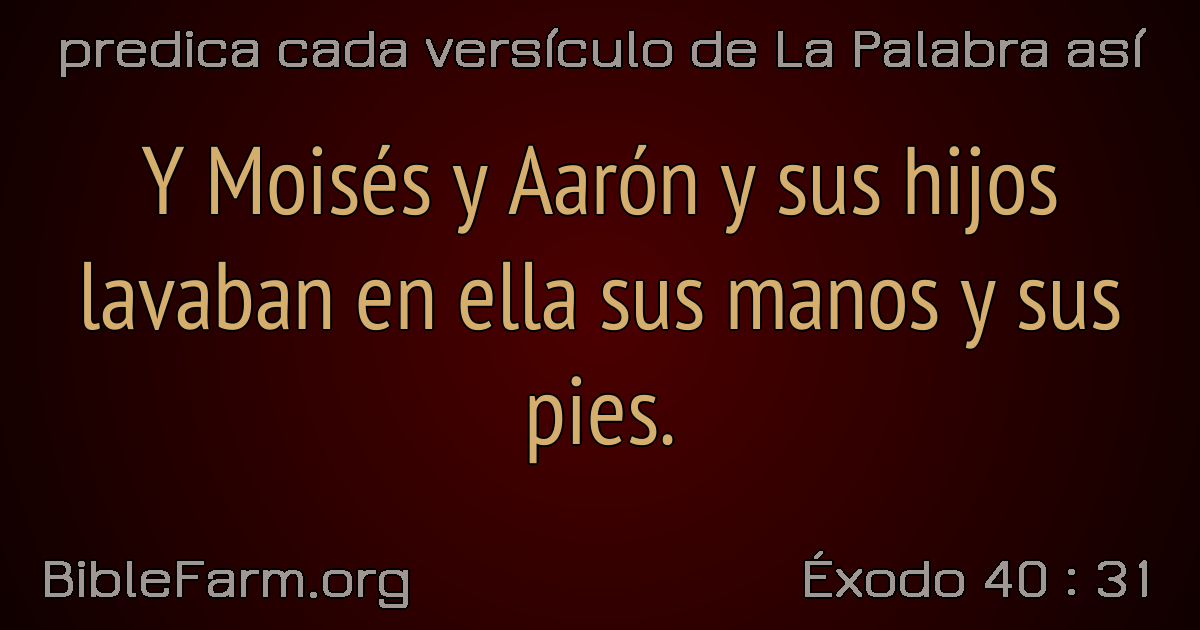 predica cada versículo de La Palabra así
Y Moisés y Aarón y sus hijos
lavaban en ella sus manos y sus
pies.
BibleFarm.org
Éxodo 40 : 31